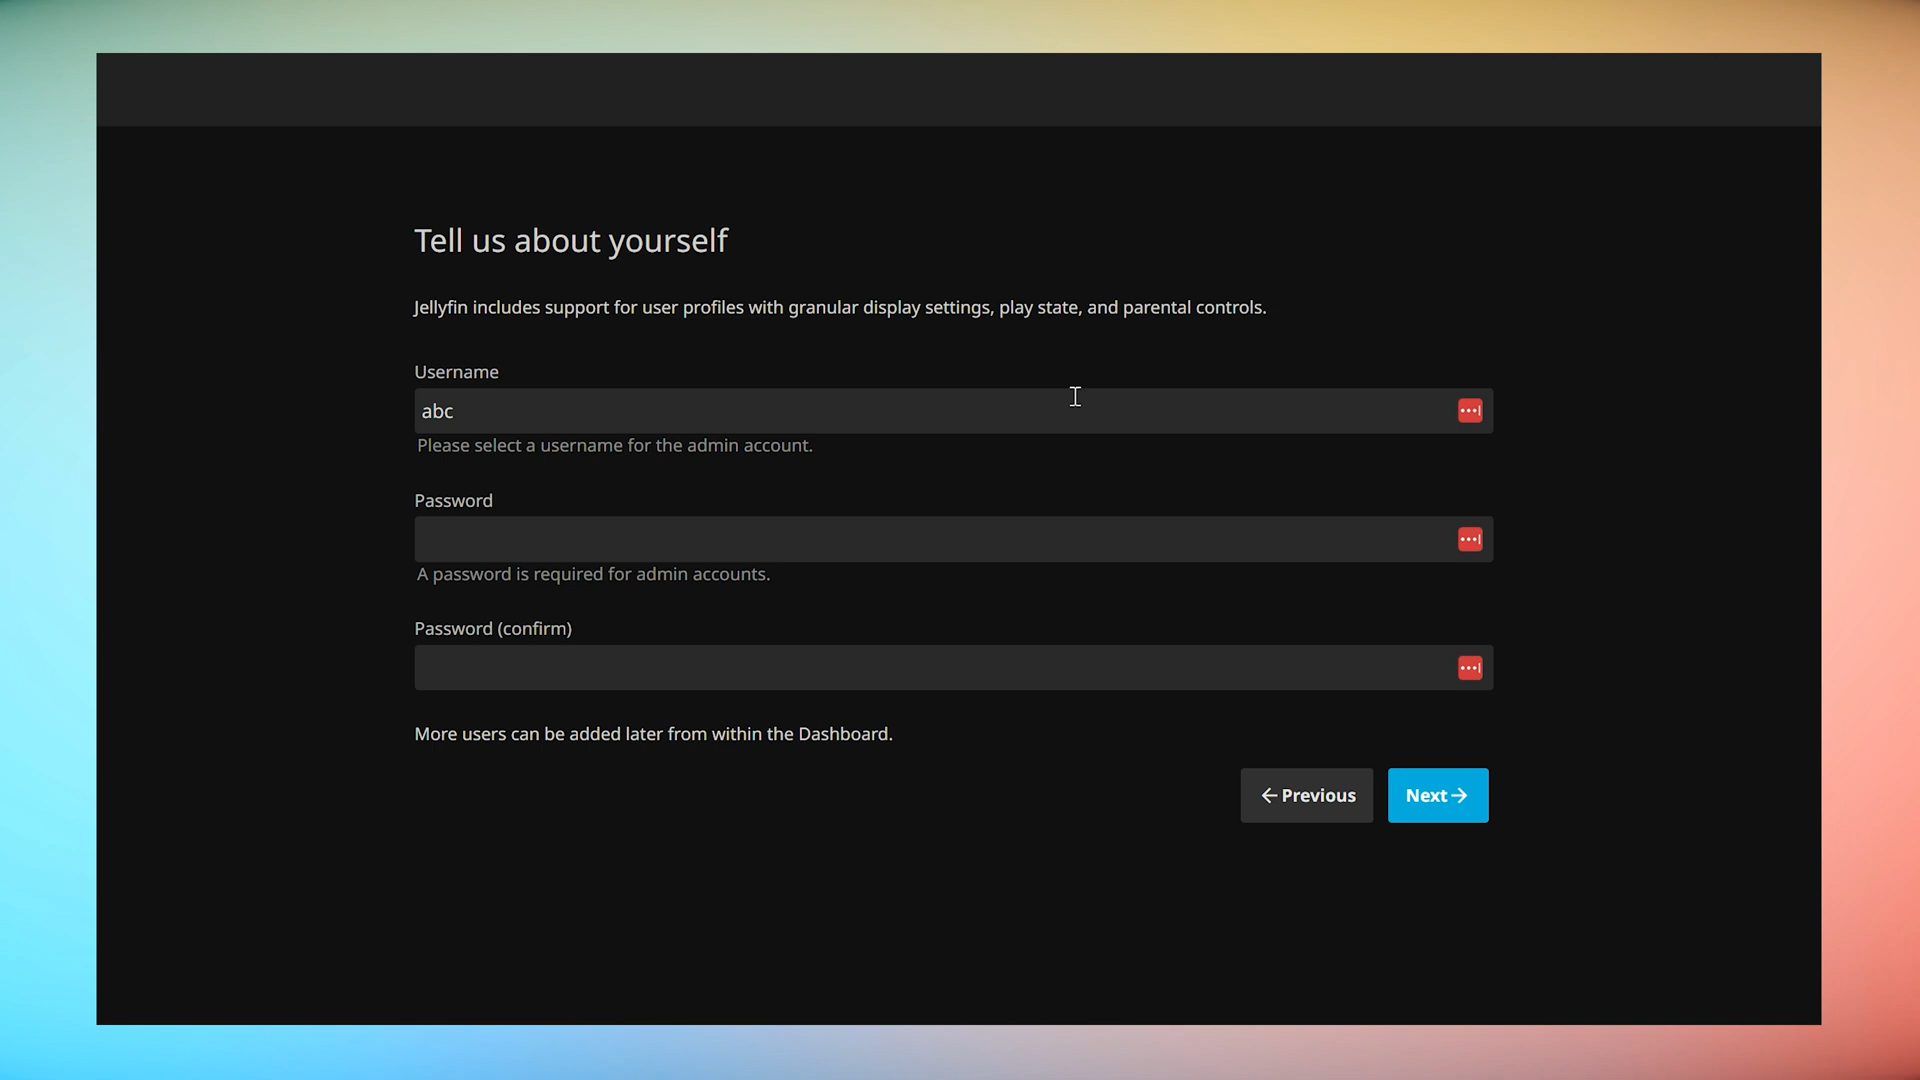 Tell us about yourself
Jellyfin includes support for user profiles with granular display settings, play state, and parental controls.
Username
abc
Please select a username for the admin account.
Password
A password is required for admin accounts.
Password (confirm)
More users can be added later from within the Dashboard.
← Previous
Next →